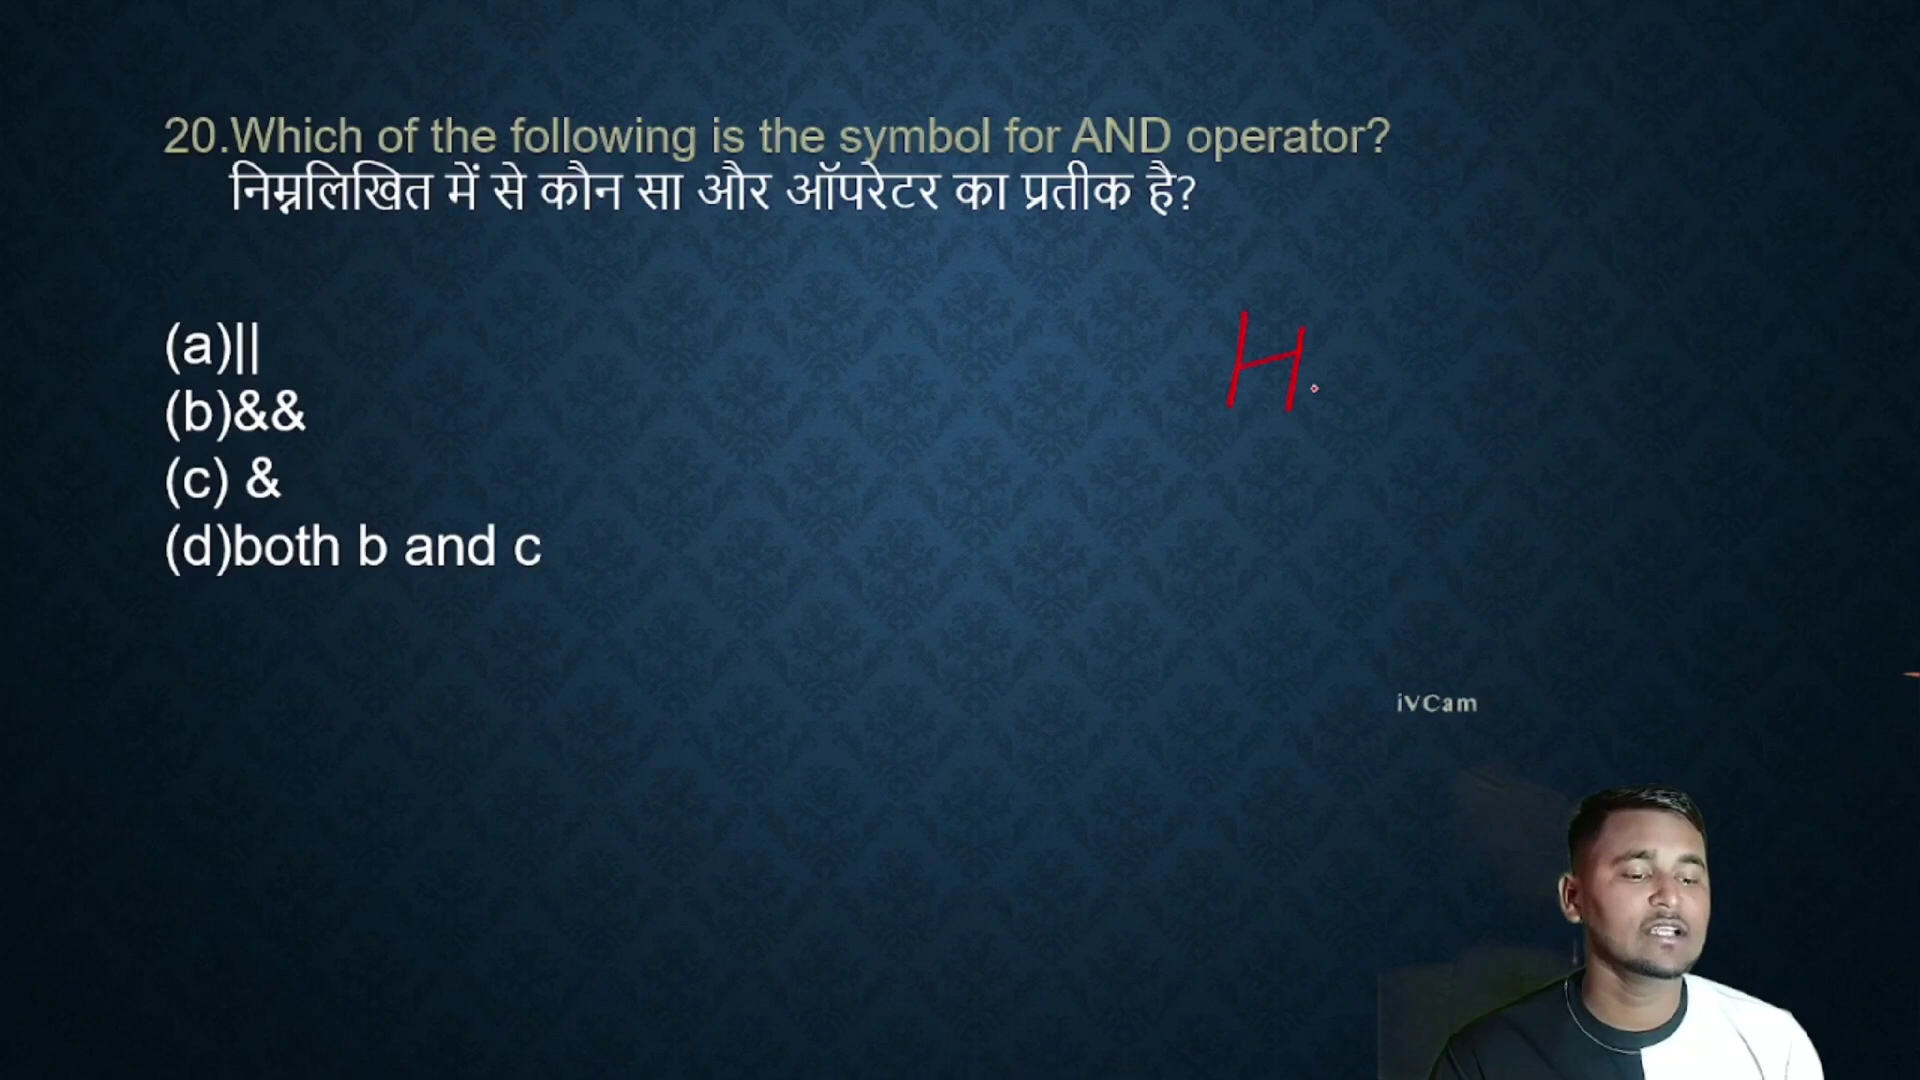 20.Which of the following is the symbol for AND operator?
निम्नलिखित में से कौन सा और ऑपरेटर का प्रतीक है?
(a)||
H
(b)&&
(c) &
(d)both b and c
iVCam